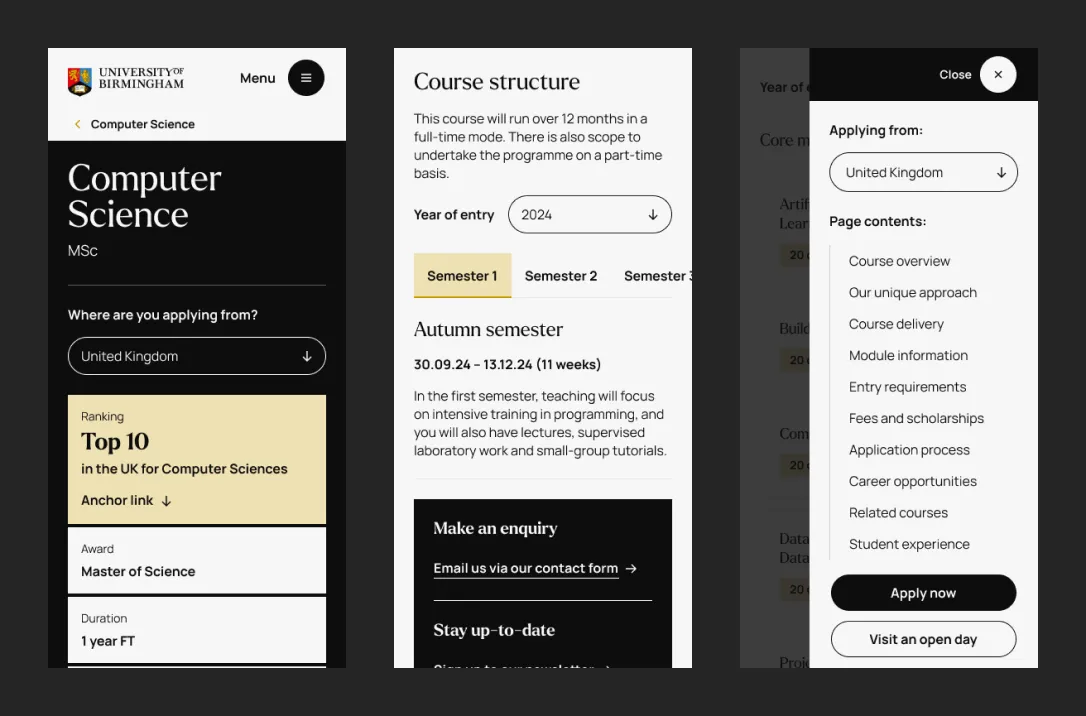 UNIVERSITY OF
BIRMINGHAM
Menu
Computer Science
Computer
Science
MSc
Where are you applying from?
United Kingdom
Ranking
Top 10
in the UK for Computer Sciences
Anchor link
Award
Master of Science
Duration
1 year FT
Course structure
This course will run over 12 months in a
full-time mode. There is also scope to
undertake the programme on a part-time
basis.
Year of entry
2024
Semester 1 Semester 2 Semester 3
Autumn semester
30.09.24 – 13.12.24 (11 weeks)
In the first semester, teaching will focus
on intensive training in programming, and
you will also have lectures, supervised
laboratory work and small-group tutorials.
Make an enquiry
Email us via our contact form
Stay up-to-date
Sign up to our newsletter
Year of
Core
20
20
20
Data
Data
20
Close
Applying from:
United Kingdom
Page contents:
Course overview
Our unique approach
Course delivery
Module information
Entry requirements
Fees and scholarships
Application process
Career opportunities
Related courses
Student experience
Apply now
Visit an open day